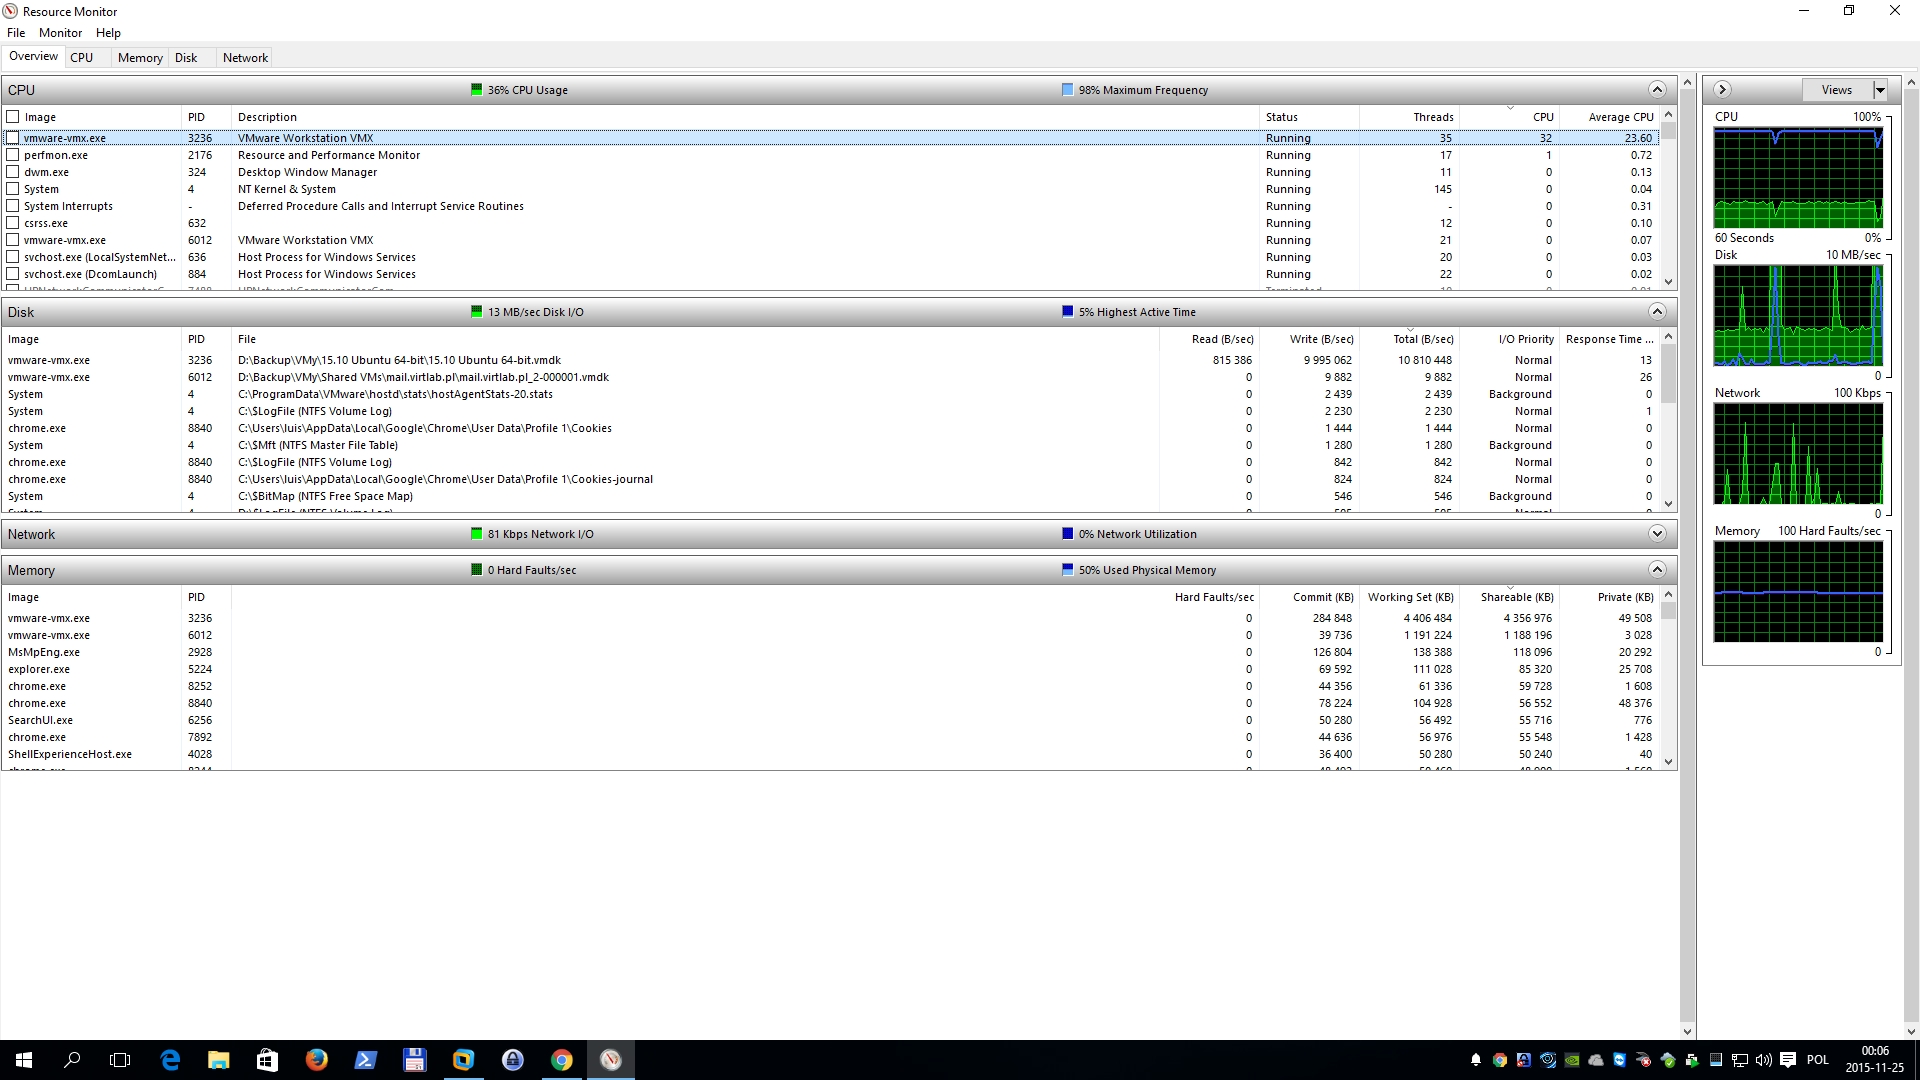 Resource Monitor
File Monitor Help
Overview CPU Memory Disk Network
CPU 36% CPU Usage 98% Maximum Frequency
Image PID Description Status Threads CPU Average CPU
vmware-vmx.exe 3236 VMware Workstation VMX Running 35 32 23.60
perfmon.exe 2176 Resource and Performance Monitor Running 17 1 0.72
dwm.exe 324 Desktop Window Manager Running 11 0 0.13
System 4 NT Kernel & System Running 145 0 0.04
System Interrupts - Deferred Procedure Calls and Interrupt Service Routines Running - 0 0.31
csrss.exe 632 Running 12 0 0.10
vmware-vmx.exe 6012 VMware Workstation VMX Running 21 0 0.07
svchost.exe (LocalSystemNet... 636 Host Process for Windows Services Running 20 0 0.03
svchost.exe (DcomLaunch) 884 Host Process for Windows Services Running 22 0 0.02
Disk 13 MB/sec Disk I/O 5% Highest Active Time
Image PID File Read (B/sec) Write (B/sec) Total (B/sec) I/O Priority Response Time ...
vmware-vmx.exe 3236 D:\Backup\VMy\15.10 Ubuntu 64-bit\15.10 Ubuntu 64-bit.vmdk 815 386 9 995 062 10 810 448 Normal 13
vmware-vmx.exe 6012 D:\Backup\VMy\Shared VMs\mail.virtlab.pl\mail.virtlab.pl_2-000001.vmdk 0 9 882 9 882 Normal 26
System 4 C:\ProgramData\VMware\hostd\stats\hostAgentStats-20.stats 0 2 439 2 439 Background 0
System 4 C:\$LogFile (NTFS Volume Log) 0 2 230 2 230 Normal 1
chrome.exe 8840 C:\Users\luis\AppData\Local\Google\Chrome\User Data\Profile 1\Cookies 0 1 444 1 444 Normal 0
System 4 C:\$Mft (NTFS Master File Table) 0 1 280 1 280 Background 0
chrome.exe 8840 C:\$LogFile (NTFS Volume Log) 0 842 842 Normal 0
chrome.exe 8840 C:\Users\luis\AppData\Local\Google\Chrome\User Data\Profile 1\Cookies-journal 0 824 824 Normal 0
System 4 C:\$BitMap (NTFS Free Space Map) 0 546 546 Background 0
Network 81 Kbps Network I/O 0% Network Utilization
Memory 0 Hard Faults/sec 50% Used Physical Memory
Image PID Hard Faults/sec Commit (KB) Working Set (KB) Shareable (KB) Private (KB)
vmware-vmx.exe 3236 0 284 848 4 406 484 4 356 976 49 508
vmware-vmx.exe 6012 0 39 736 1 191 224 1 188 196 3 028
MsMpEng.exe 2928 0 126 804 138 388 118 096 20 292
explorer.exe 5224 0 69 592 111 028 85 320 25 708
chrome.exe 8252 0 44 356 61 336 59 728 1 608
chrome.exe 8840 0 78 224 104 928 56 552 48 376
SearchUI.exe 6256 0 50 280 56 492 55 716 776
chrome.exe 7892 0 44 636 56 976 55 548 1 428
ShellExperienceHost.exe 4028 0 36 400 50 280 50 240 40
Views
CPU 100%
60 Seconds 0%
Disk 10 MB/sec
0
Network 100 Kbps
0
Memory 100 Hard Faults/sec
0
POL
00:06
2015-11-25